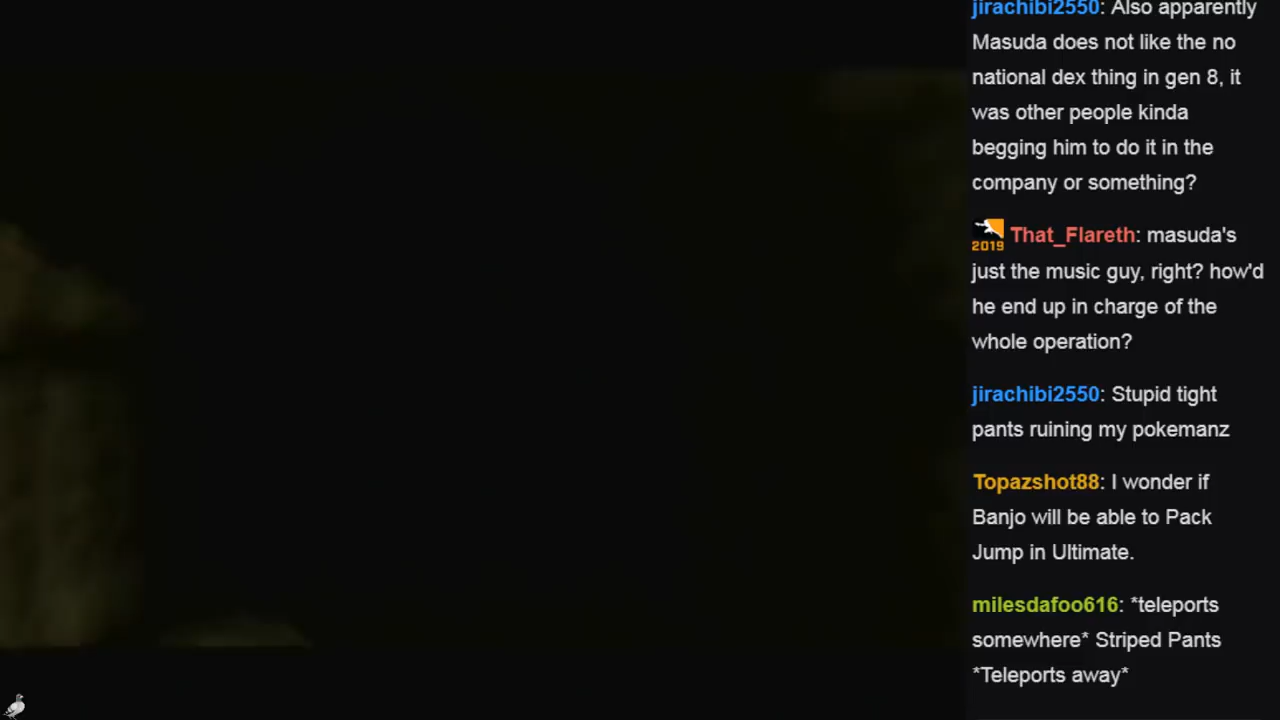 jirachibi2550: Also apparently
Masuda does not like the no
national dex thing in gen 8, it
was other people kinda
begging him to do it in the
company or something?
2019 That_Flareth: masuda's
just the music guy, right? how'd
he end up in charge of the
whole operation?
jirachibi2550: Stupid tight
pants ruining my pokemanz
Topazshot88: I wonder if
Banjo will be able to Pack
Jump in Ultimate.
milesdafoo616: *teleports
somewhere* Striped Pants
*Teleports away*